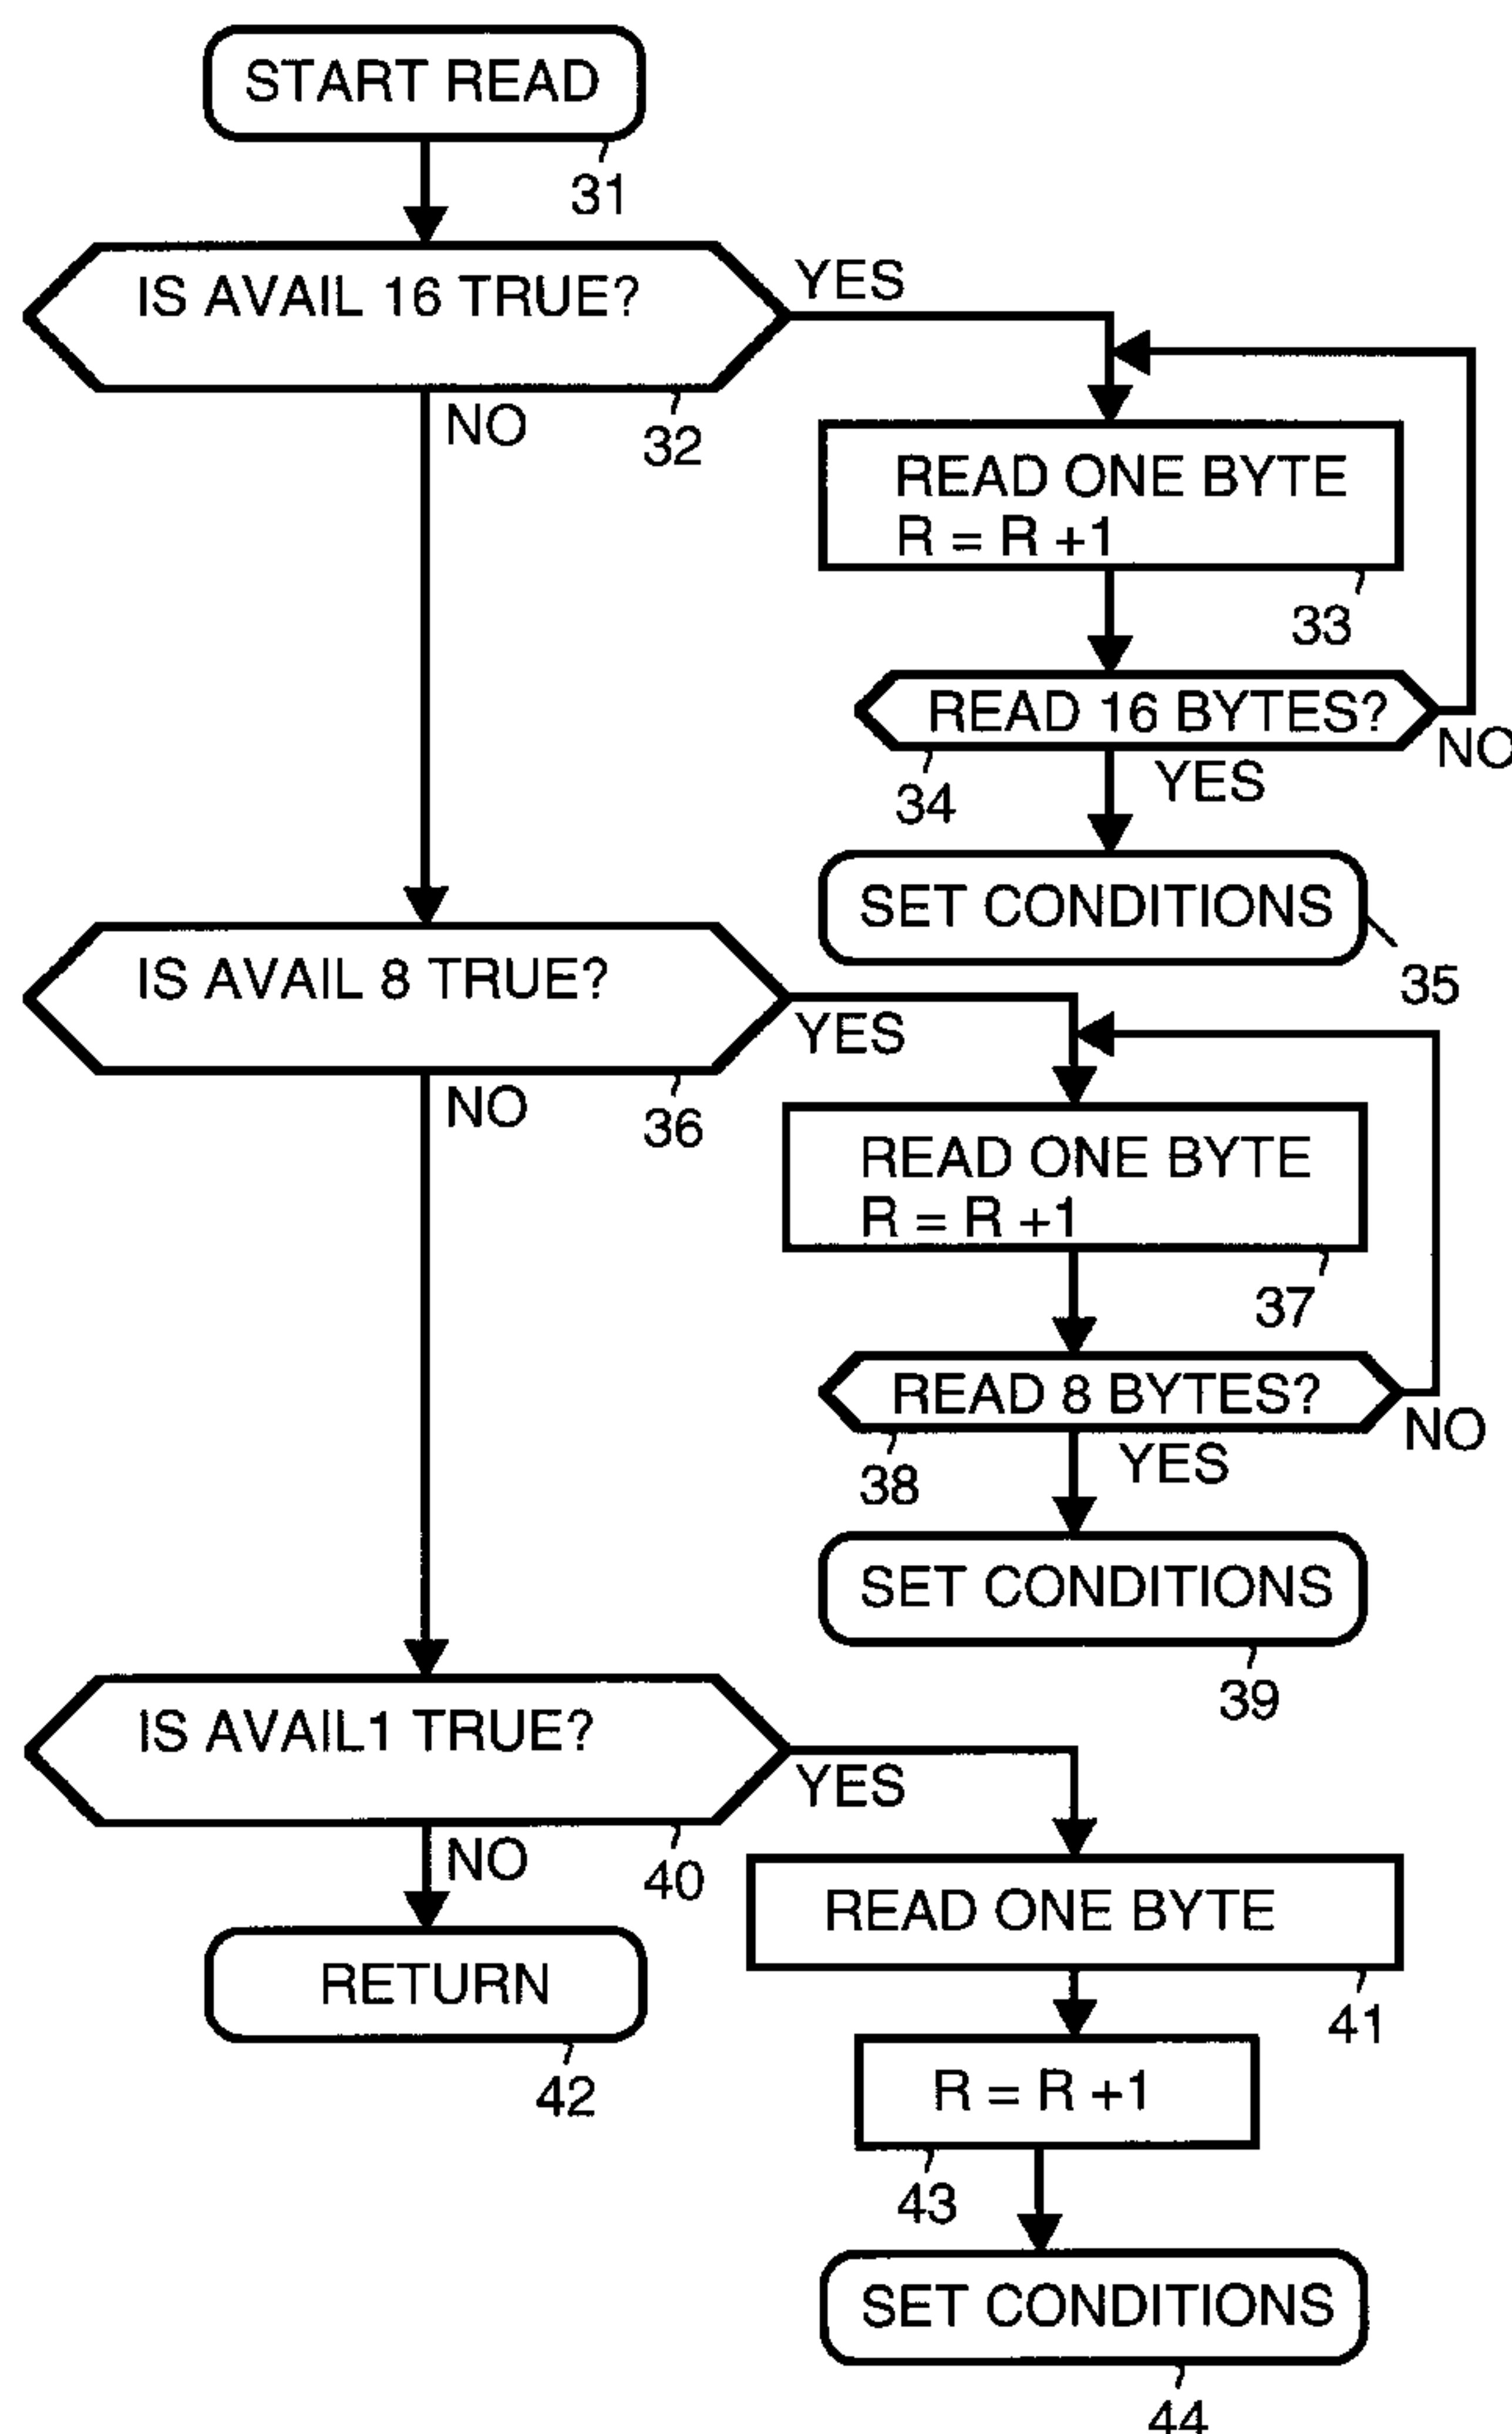 START READ
31
IS AVAIL 16 TRUE?
YES
NO
32
READ ONE BYTE
R = R +1
33
READ 16 BYTES?
NO
34
YES
SET CONDITIONS
35
IS AVAIL 8 TRUE?
YES
NO
36
READ ONE BYTE
R = R +1
37
READ 8 BYTES?
NO
38
YES
SET CONDITIONS
39
IS AVAIL1 TRUE?
YES
NO
40
READ ONE BYTE
41
RETURN
42
R = R +1
43
SET CONDITIONS
44